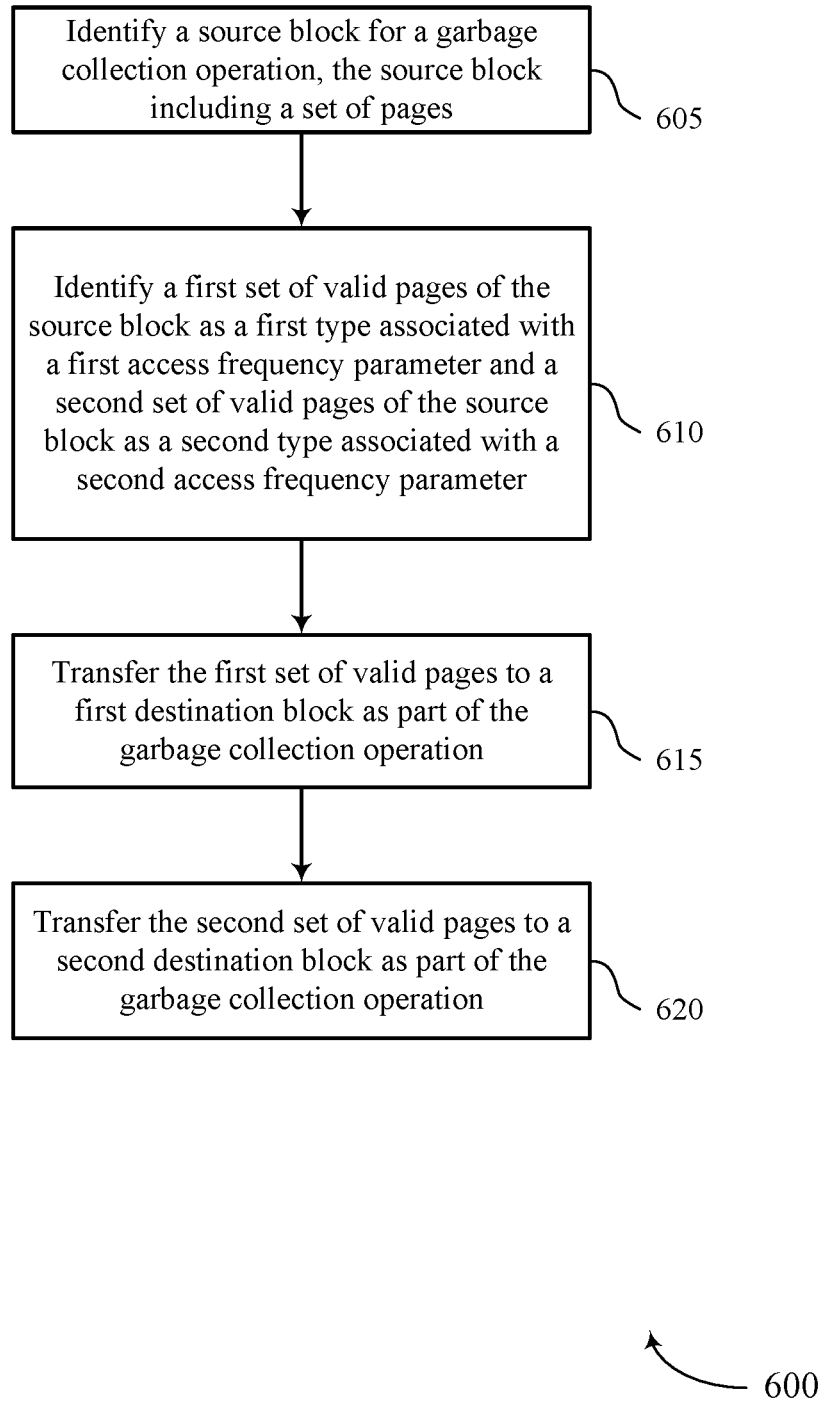 Identify a source block for a garbage
collection operation, the source block
including a set of pages
605
Identify a first set of valid pages of the
source block as a first type associated with
a first access frequency parameter and a
second set of valid pages of the source
block as a second type associated with a
second access frequency parameter
610
Transfer the first set of valid pages to a
first destination block as part of the
garbage collection operation
615
Transfer the second set of valid pages to a
second destination block as part of the
garbage collection operation
620
600